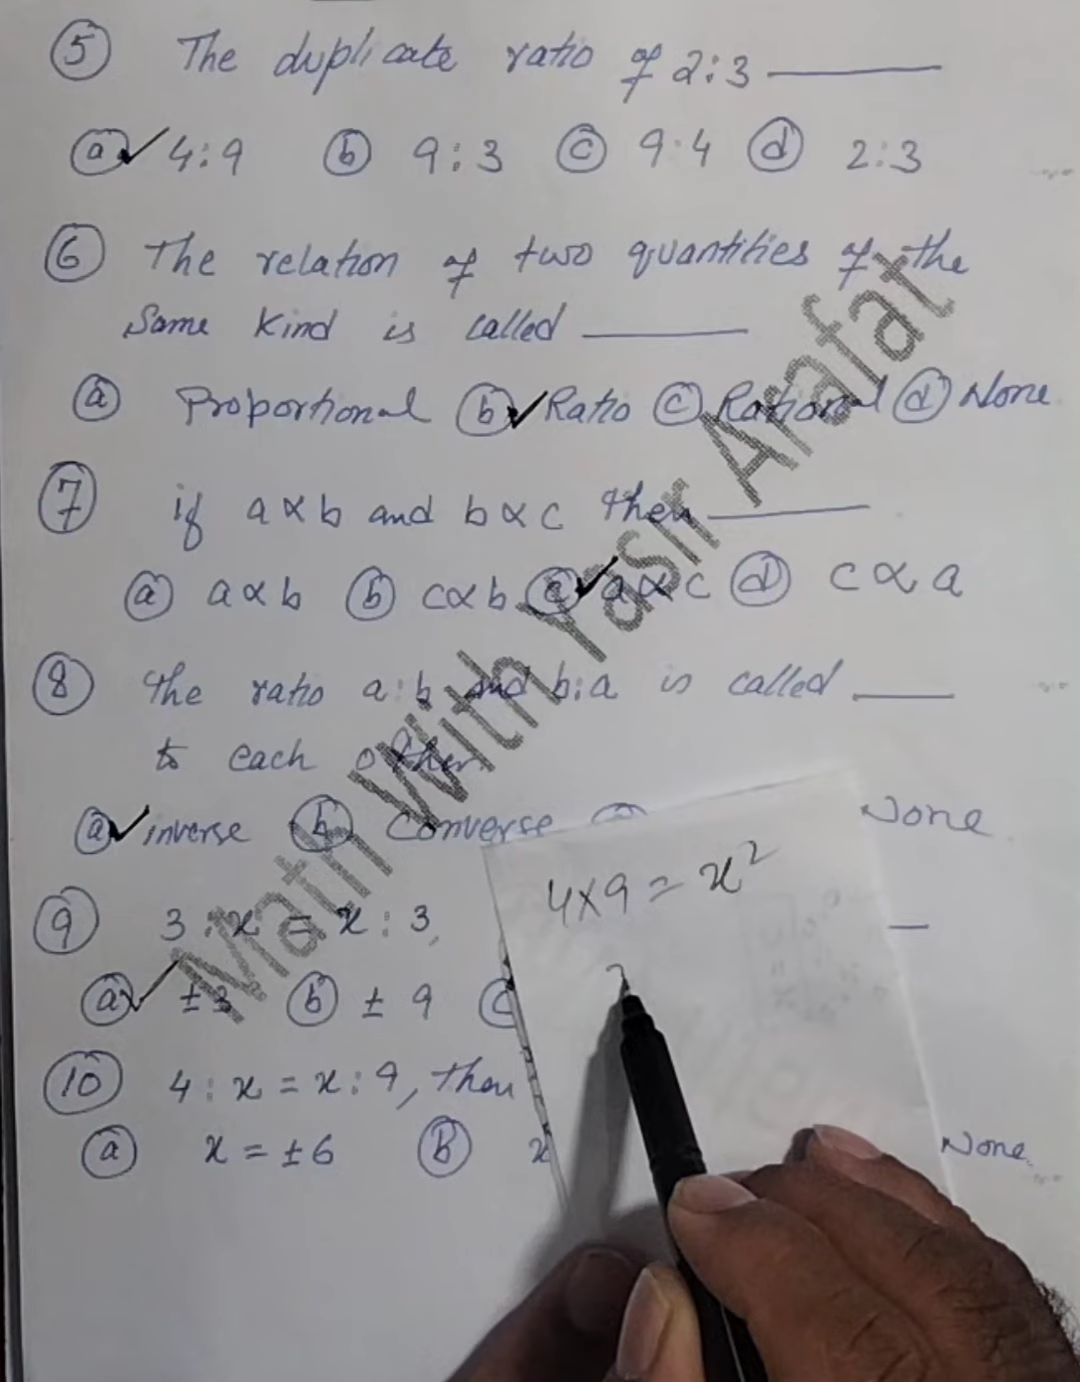 5 The duplicate ratio of 2:3 ______
a ✓ 4:9 b 9:3 c 9:4 d 2:3
6 The relation of two quantities of the
Same Kind is called ______
a Proportional b ✓ Ratio c Rational d None
7 if a∝b and b∝c then ______
a a∝b b c∝b c ✓ a∝c d c∝a
8 the ratio a:b and b:a is called ______
to each other
a ✓ inverse b Converse None
9 3:x = x:3, ______
a ✓ ±3 b ±9 c
10 4:x = x:9, then
a x = ±6 B x None
4×9 = x²
Math With Yasir Arafat